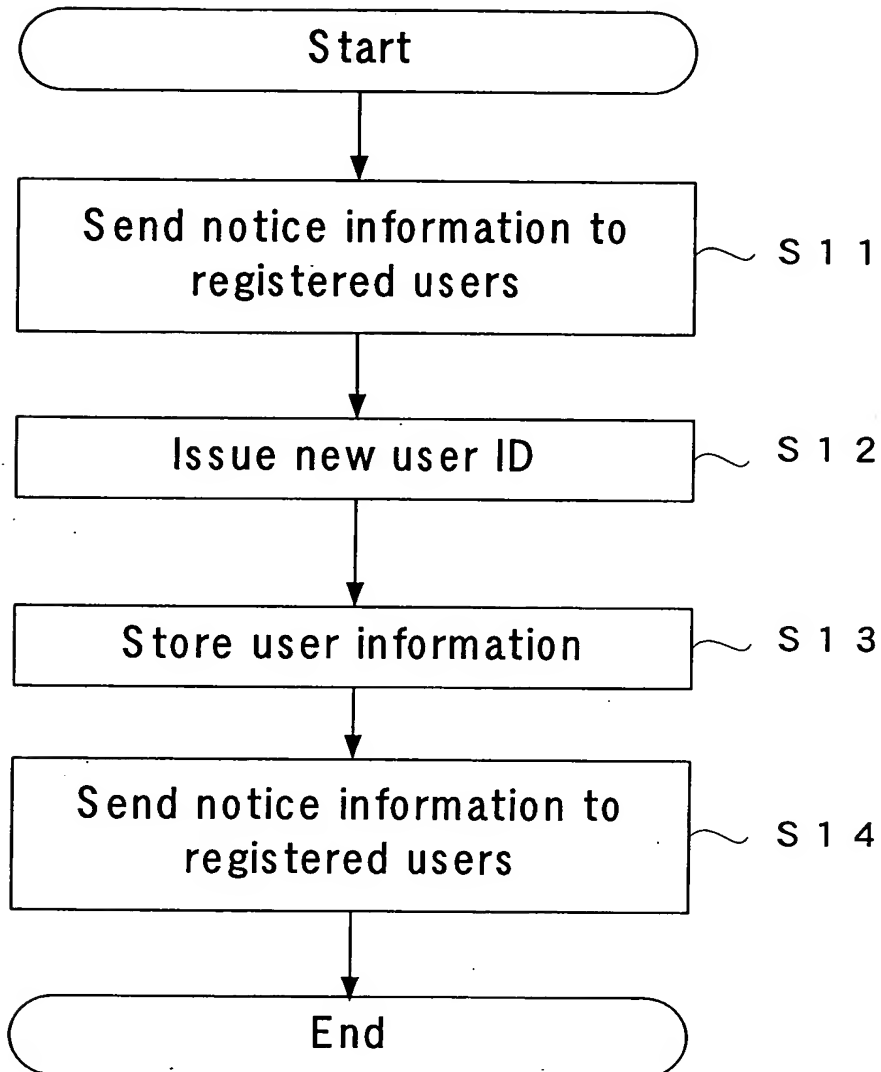 Start
Send notice information to
registered users
S11
Issue new user ID
S12
Store user information
S13
Send notice information to
registered users
S14
End